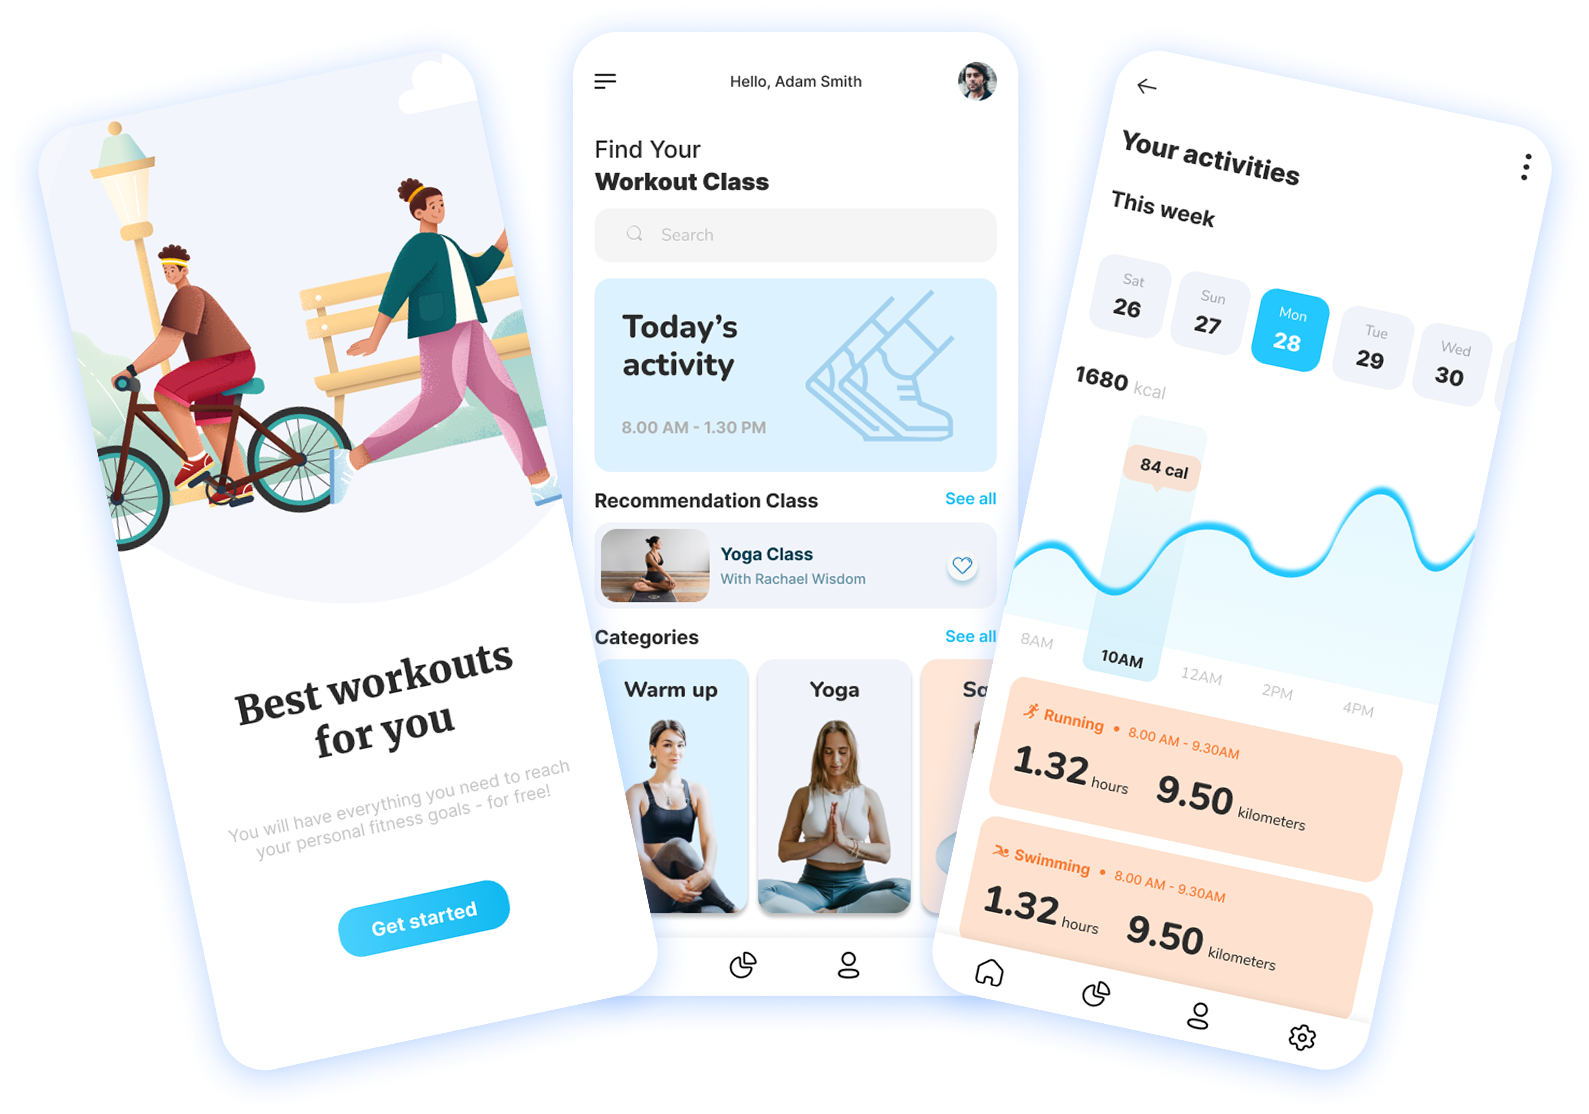 Best workouts
for you
You will have everything you need to reach
your personal fitness goals - for free!
Get started
Hello, Adam Smith
Find Your
Workout Class
Search
Today’s
activity
8.00 AM - 1.30 PM
Recommendation Class
See all
Yoga Class
With Rachael Wisdom
Categories
See all
Warm up
Yoga
Your activities
This week
Sat
26
Sun
27
Mon
28
Tue
29
Wed
30
1680 kcal
84 cal
8AM
10AM
12AM
2PM
4PM
Running • 8.00 AM - 9.30AM
1.32 hours 9.50 kilometers
Swimming • 8.00 AM - 9.30AM
1.32 hours 9.50 kilometers